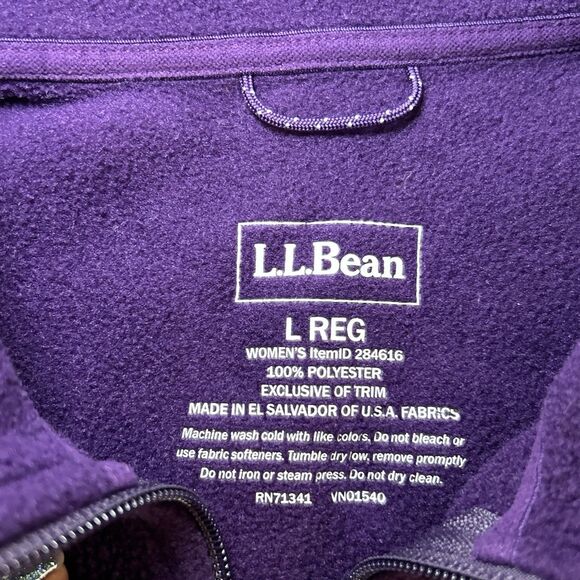 L.L.Bean
L REG
WOMEN'S ItemID 284616
100% POLYESTER
EXCLUSIVE OF TRIM
MADE IN EL SALVADOR OF U.S.A. FABRICS
Machine wash cold with like colors. Do not bleach or
use fabric softeners. Tumble dry low, remove promptly
Do not iron or steam press. Do not dry clean.
RN71341 VN01540